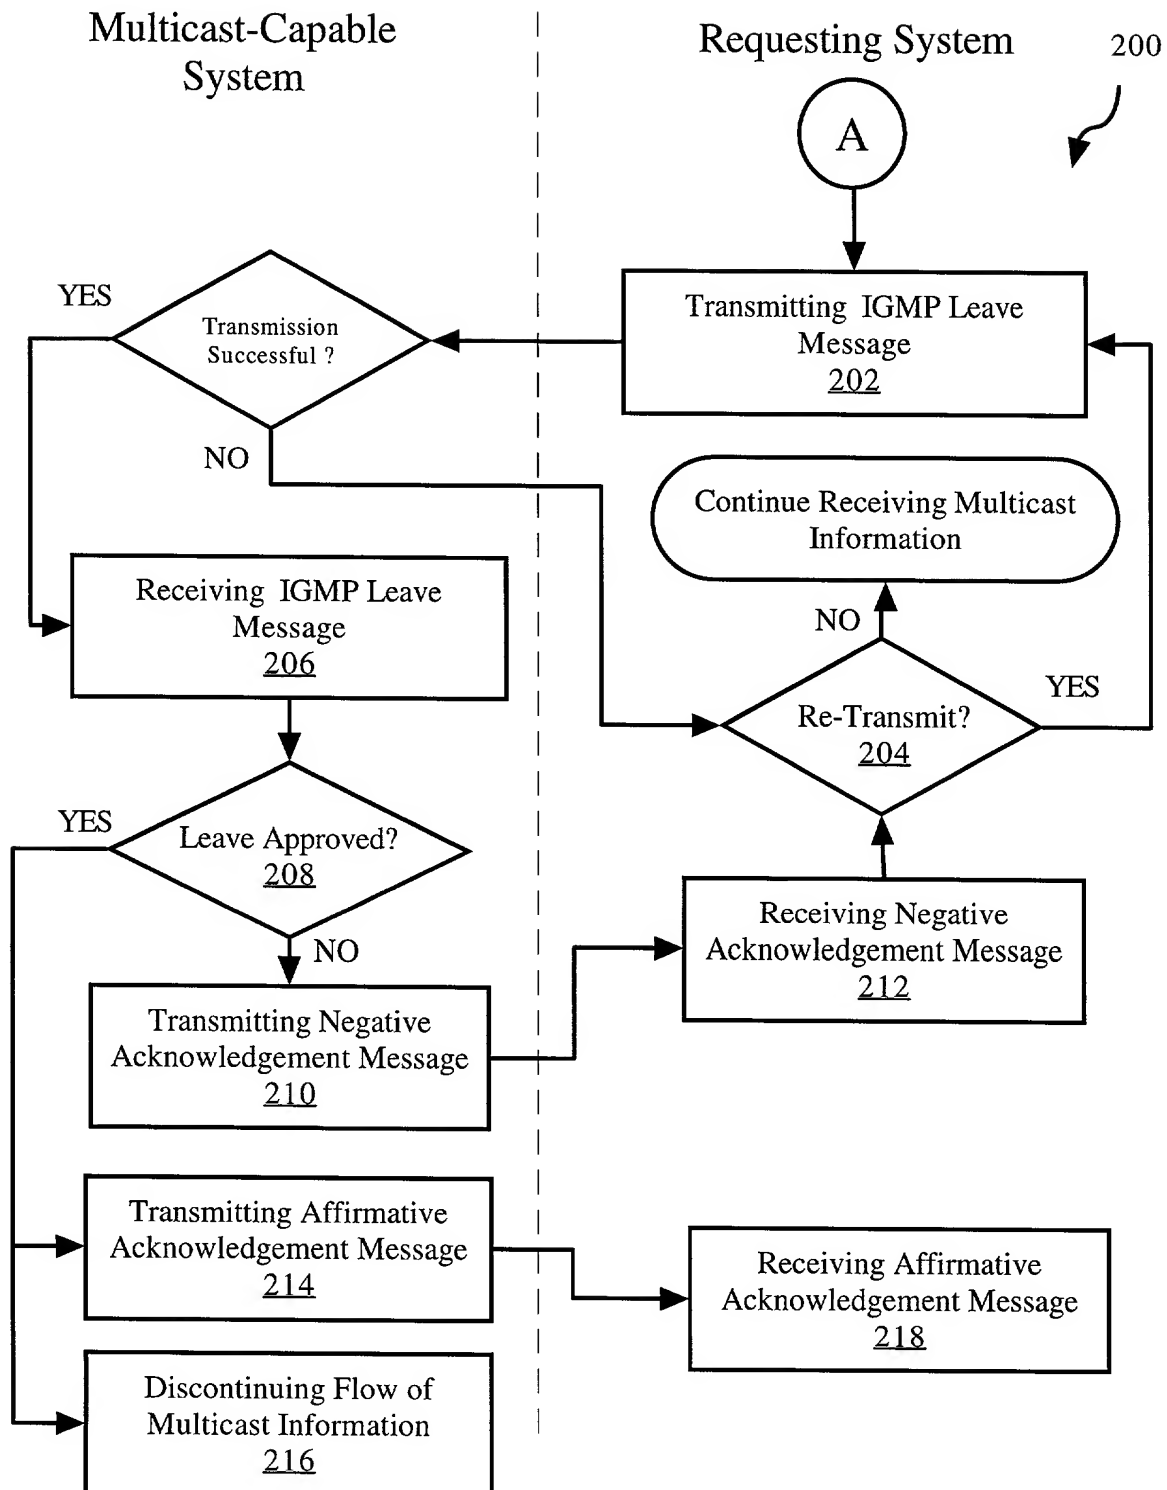 Multicast-Capable
System
Requesting System
200
A
YES
Transmission
Successful ?
NO
Transmitting IGMP Leave
Message
202
Continue Receiving Multicast
Information
Receiving IGMP Leave
Message
206
NO
YES
Re-Transmit?
204
YES
Leave Approved?
208
NO
Receiving Negative
Acknowledgement Message
212
Transmitting Negative
Acknowledgement Message
210
Transmitting Affirmative
Acknowledgement Message
214
Receiving Affirmative
Acknowledgement Message
218
Discontinuing Flow of
Multicast Information
216